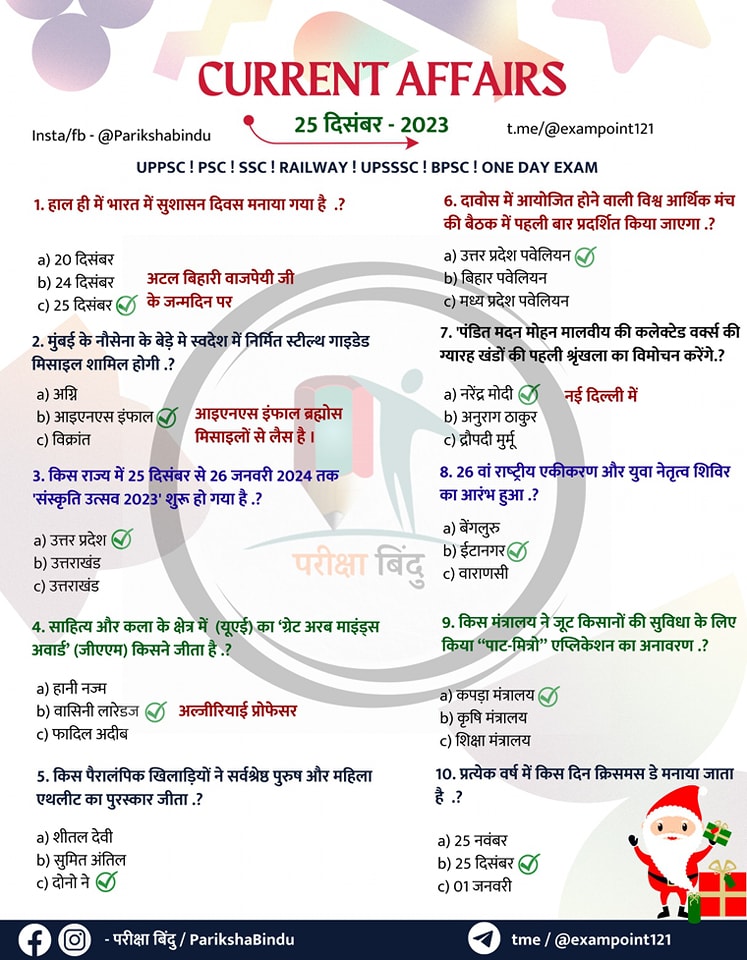 CURRENT AFFAIRS
Insta/fb - @Parikshabindu
25 दिसंबर - 2023
t.me/@exampoint121
UPPSC ! PSC ! SSC ! RAILWAY ! UPSSSC ! BPSC ! ONE DAY EXAM
1. हाल ही में भारत में सुशासन दिवस मनाया गया है .?
a) 20 दिसंबर
b) 24 दिसंबर
c) 25 दिसंबर
अटल बिहारी वाजपेयी जी
के जन्मदिन पर
2. मुंबई के नौसेना के बेड़े मे स्वदेश में निर्मित स्टील्थ गाइडेड
मिसाइल शामिल होगी .?
a) अग्नि
b) आइएनएस इंफाल
c) विक्रांत
आइएनएस इंफाल ब्रह्मोस
मिसाइलों से लैस है ।
3. किस राज्य में 25 दिसंबर से 26 जनवरी 2024 तक
'संस्कृति उत्सव 2023' शुरू हो गया है .?
a) उत्तर प्रदेश
b) उत्तराखंड
c) उत्तराखंड
4. साहित्य और कला के क्षेत्र में (यूएई) का ‘ग्रेट अरब माइंड्स
अवार्ड’ (जीएएम) किसने जीता है .?
a) हानी नज्म
b) वासिनी लारेडज
c) फादिल अदीब
अल्जीरियाई प्रोफेसर
5. किस पैरालंपिक खिलाड़ियों ने सर्वश्रेष्ठ पुरुष और महिला
एथलीट का पुरस्कार जीता .?
a) शीतल देवी
b) सुमित अंतिल
c) दोनो ने
6. दावोस में आयोजित होने वाली विश्व आर्थिक मंच
की बैठक में पहली बार प्रदर्शित किया जाएगा .?
a) उत्तर प्रदेश पवेलियन
b) बिहार पवेलियन
c) मध्य प्रदेश पवेलियन
7. 'पंडित मदन मोहन मालवीय की कलेक्टेड वर्क्स की
ग्यारह खंडों की पहली श्रृंखला का विमोचन करेंगे.?
a) नरेंद्र मोदी
b) अनुराग ठाकुर
c) द्रौपदी मुर्मू
नई दिल्ली में
8. 26 वां राष्ट्रीय एकीकरण और युवा नेतृत्व शिविर
का आरंभ हुआ .?
a) बेंगलुरु
b) ईटानगर
c) वाराणसी
9. किस मंत्रालय ने जूट किसानों की सुविधा के लिए
किया “पाट-मित्रो” एप्लिकेशन का अनावरण .?
a) कपड़ा मंत्रालय
b) कृषि मंत्रालय
c) शिक्षा मंत्रालय
10. प्रत्येक वर्ष में किस दिन क्रिसमस डे मनाया जाता
है .?
a) 25 नवंबर
b) 25 दिसंबर
c) 01 जनवरी
परीक्षा बिंदु
- परीक्षा बिंदु / ParikshaBindu
tme / @exampoint121